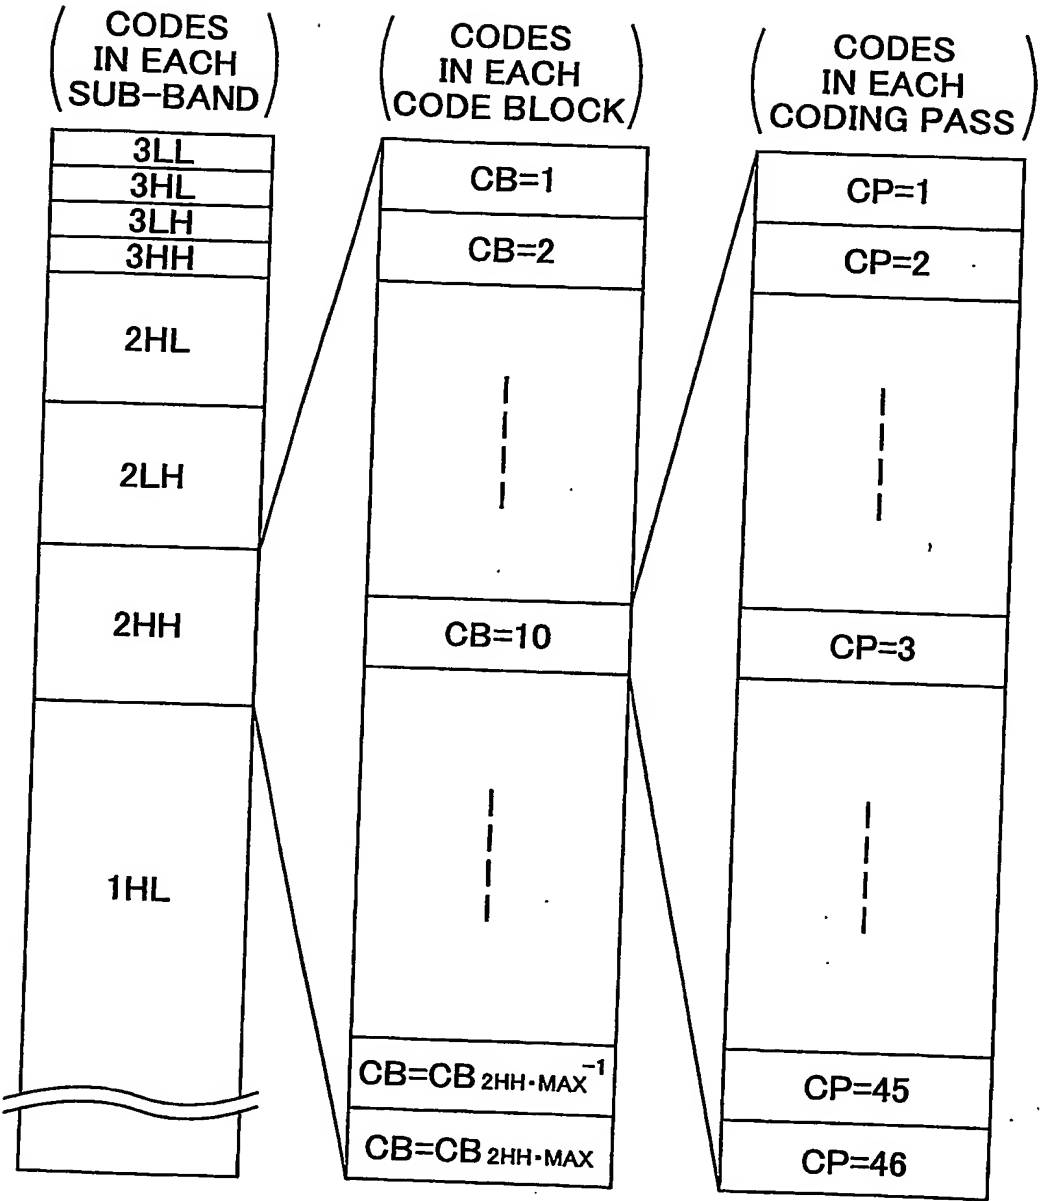 CODES
IN EACH
SUB-BAND
3LL
3HL
3LH
3HH
2HL
2LH
2HH
1HL
CODES
IN EACH
CODE BLOCK
CB=1
CB=2
CB=10
CB=CB2HH・MAX-1
CB=CB2HH・MAX
CODES
IN EACH
CODING PASS
CP=1
CP=2
CP=3
CP=45
CP=46